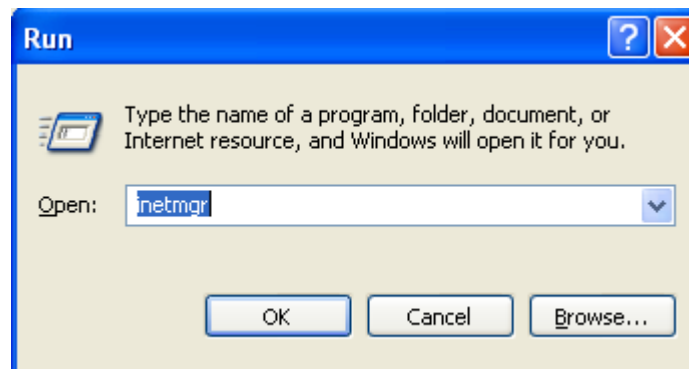 Run
Type the name of a program, folder, document, or
Internet resource, and Windows will open it for you.
Open:
inetmgr
OK
Cancel
Browse...